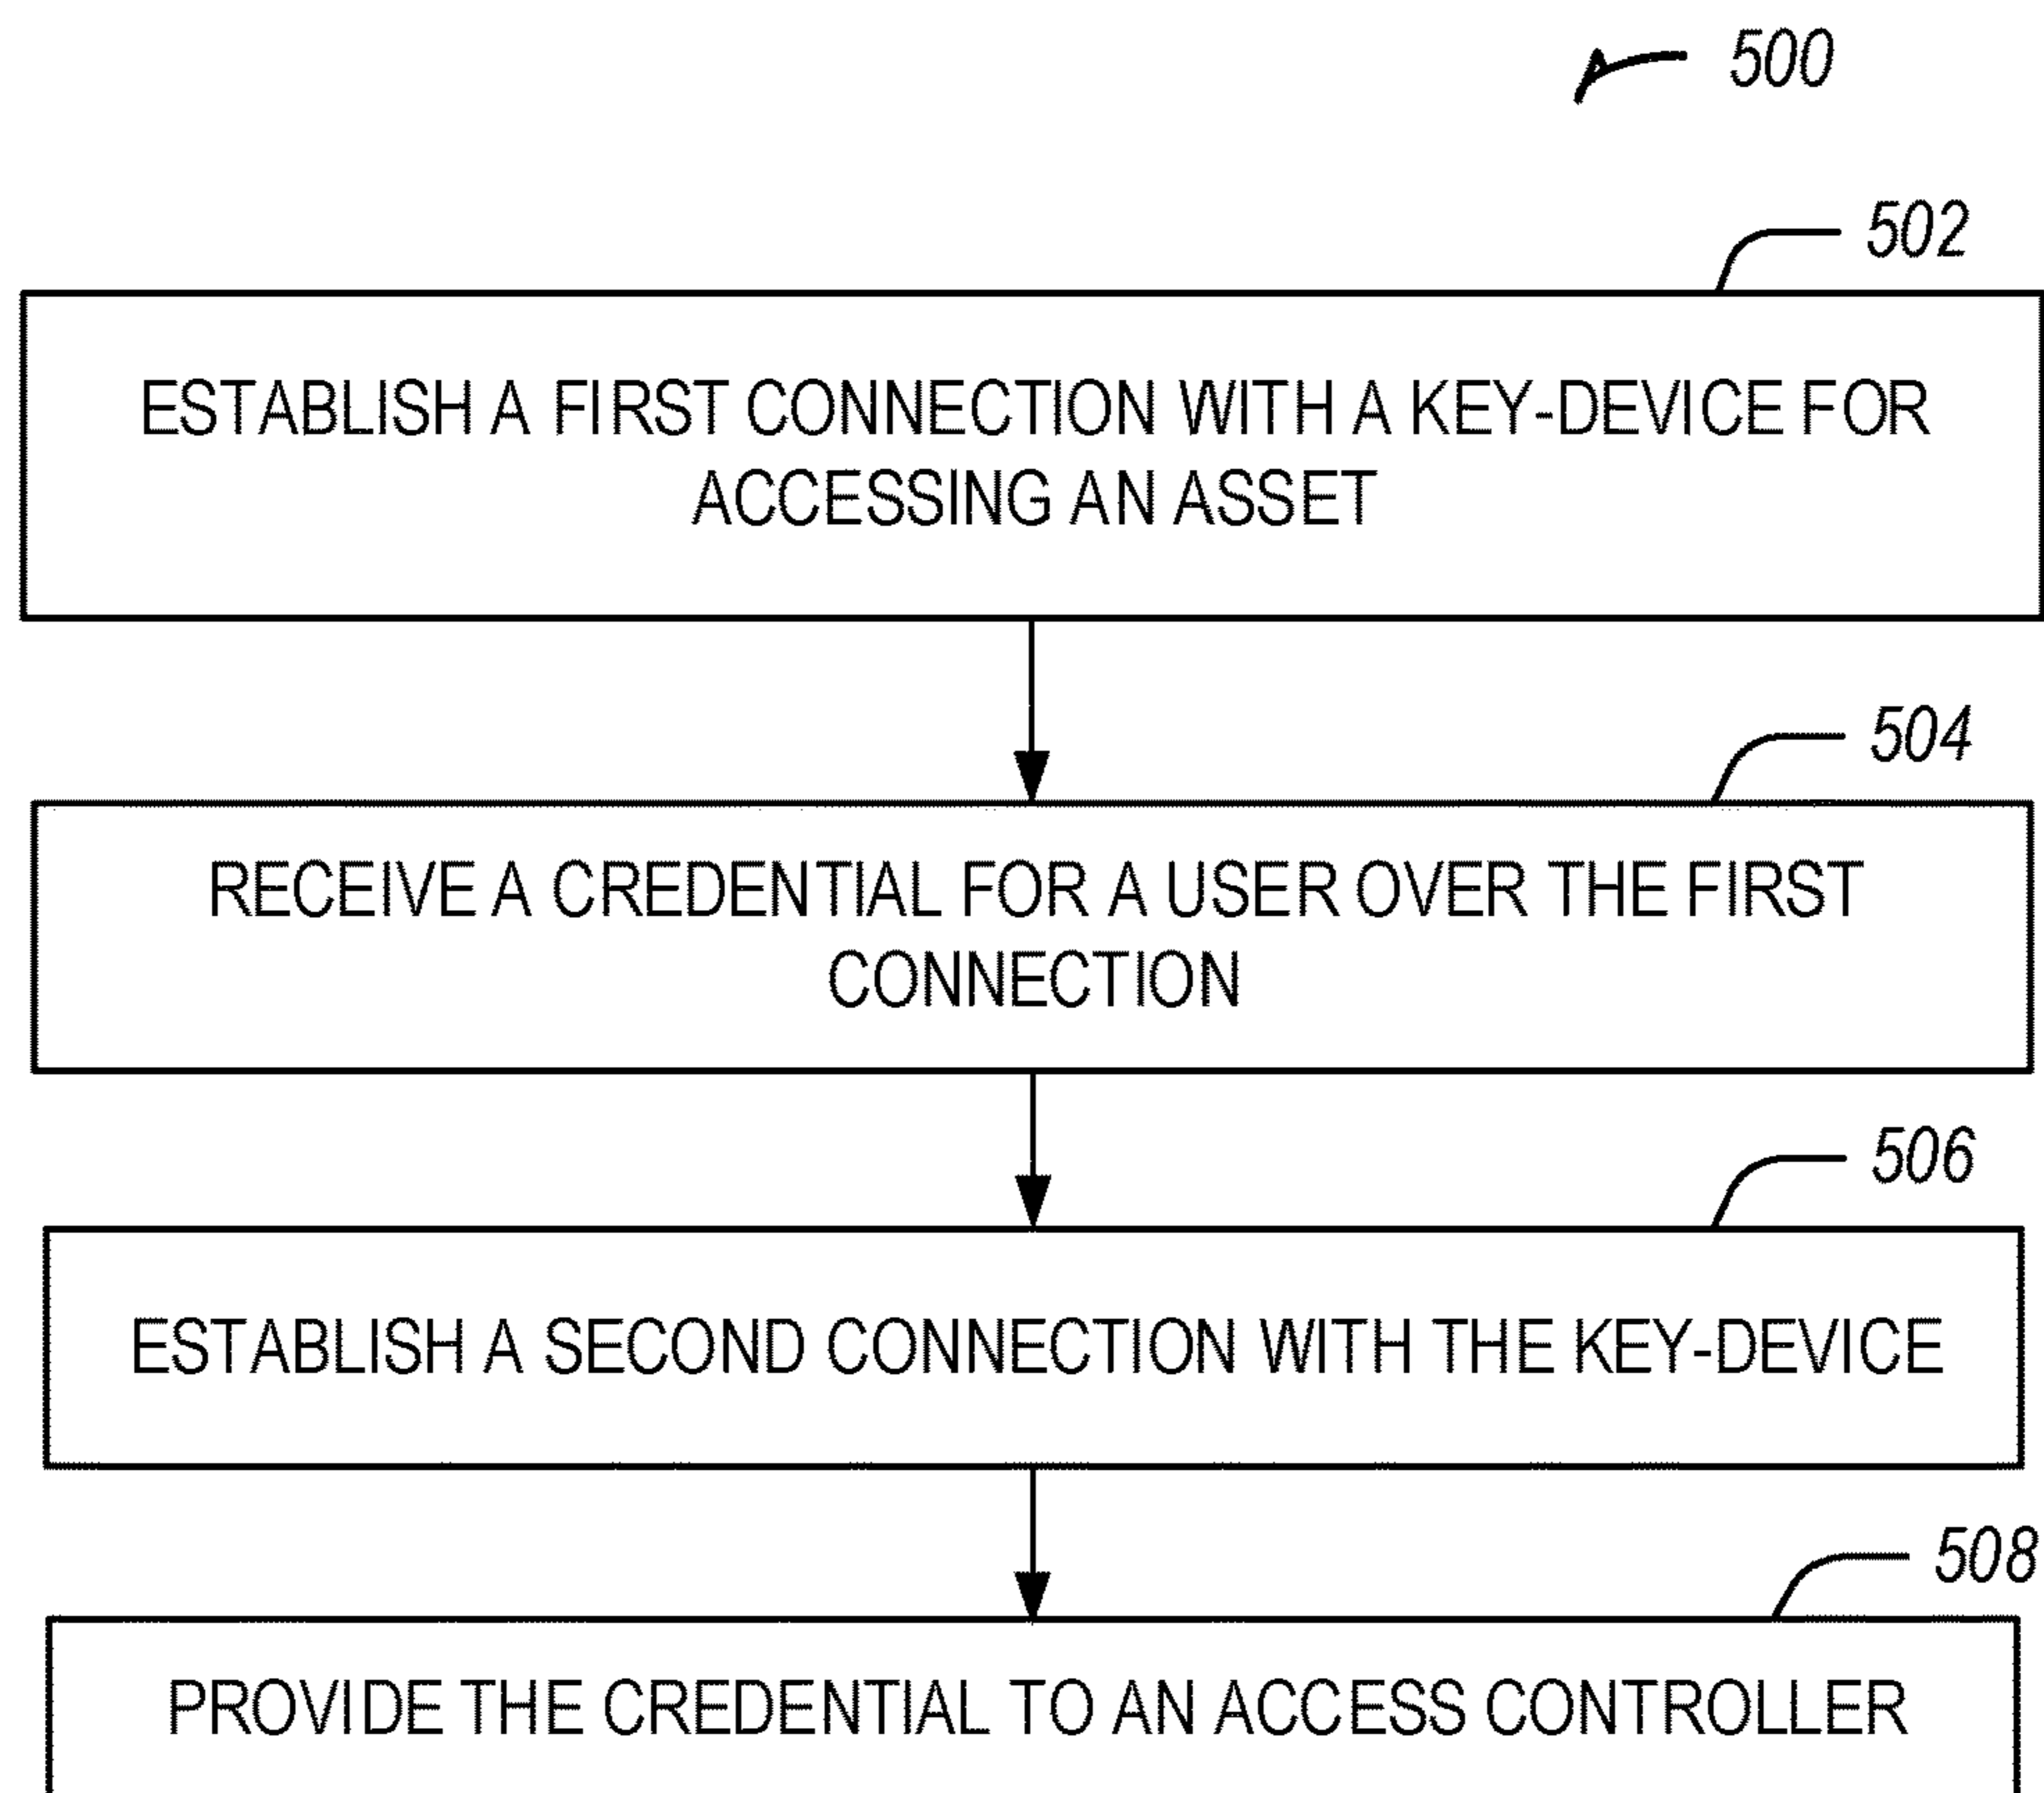 500
502
ESTABLISH A FIRST CONNECTION WITH A KEY-DEVICE FOR
ACCESSING AN ASSET
504
RECEIVE A CREDENTIAL FOR A USER OVER THE FIRST
CONNECTION
506
ESTABLISH A SECOND CONNECTION WITH THE KEY-DEVICE
508
PROVIDE THE CREDENTIAL TO AN ACCESS CONTROLLER